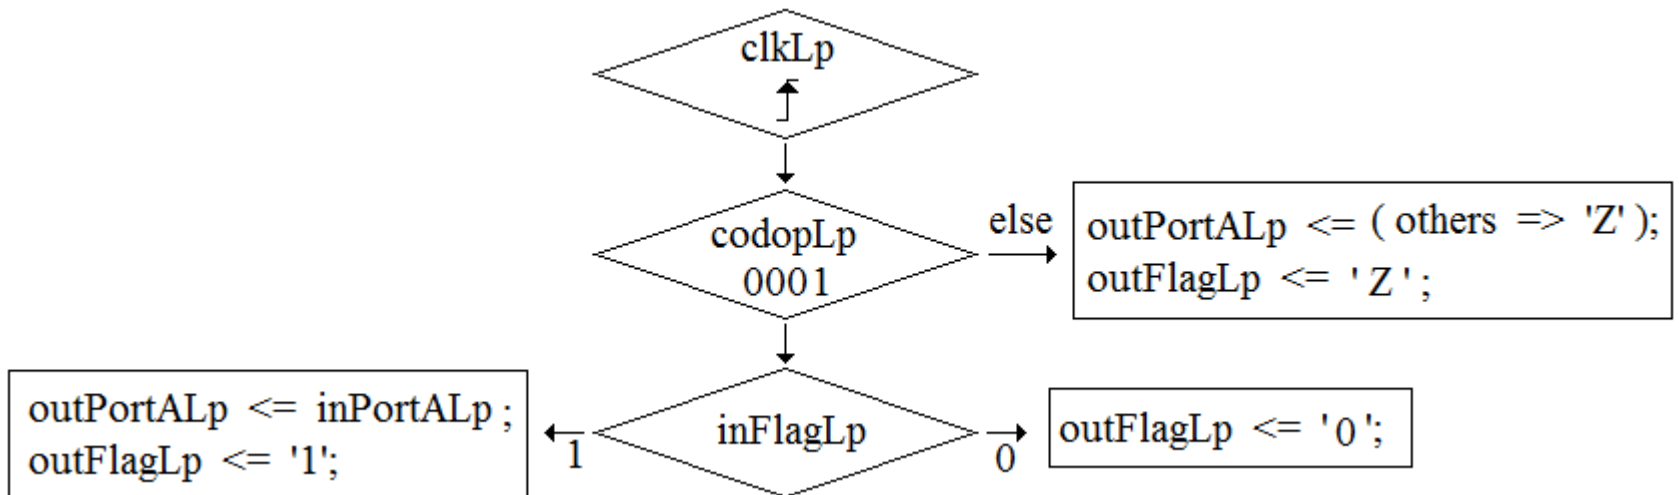 clkLp
codopLp
0001
else
outPortALp <= ( others => 'Z' );
outFlagLp <= ' Z ' ;
outPortALp <= inPortALp ;
outFlagLp <= '1';
1
inFlagLp
0
outFlagLp <= ' 0 ';